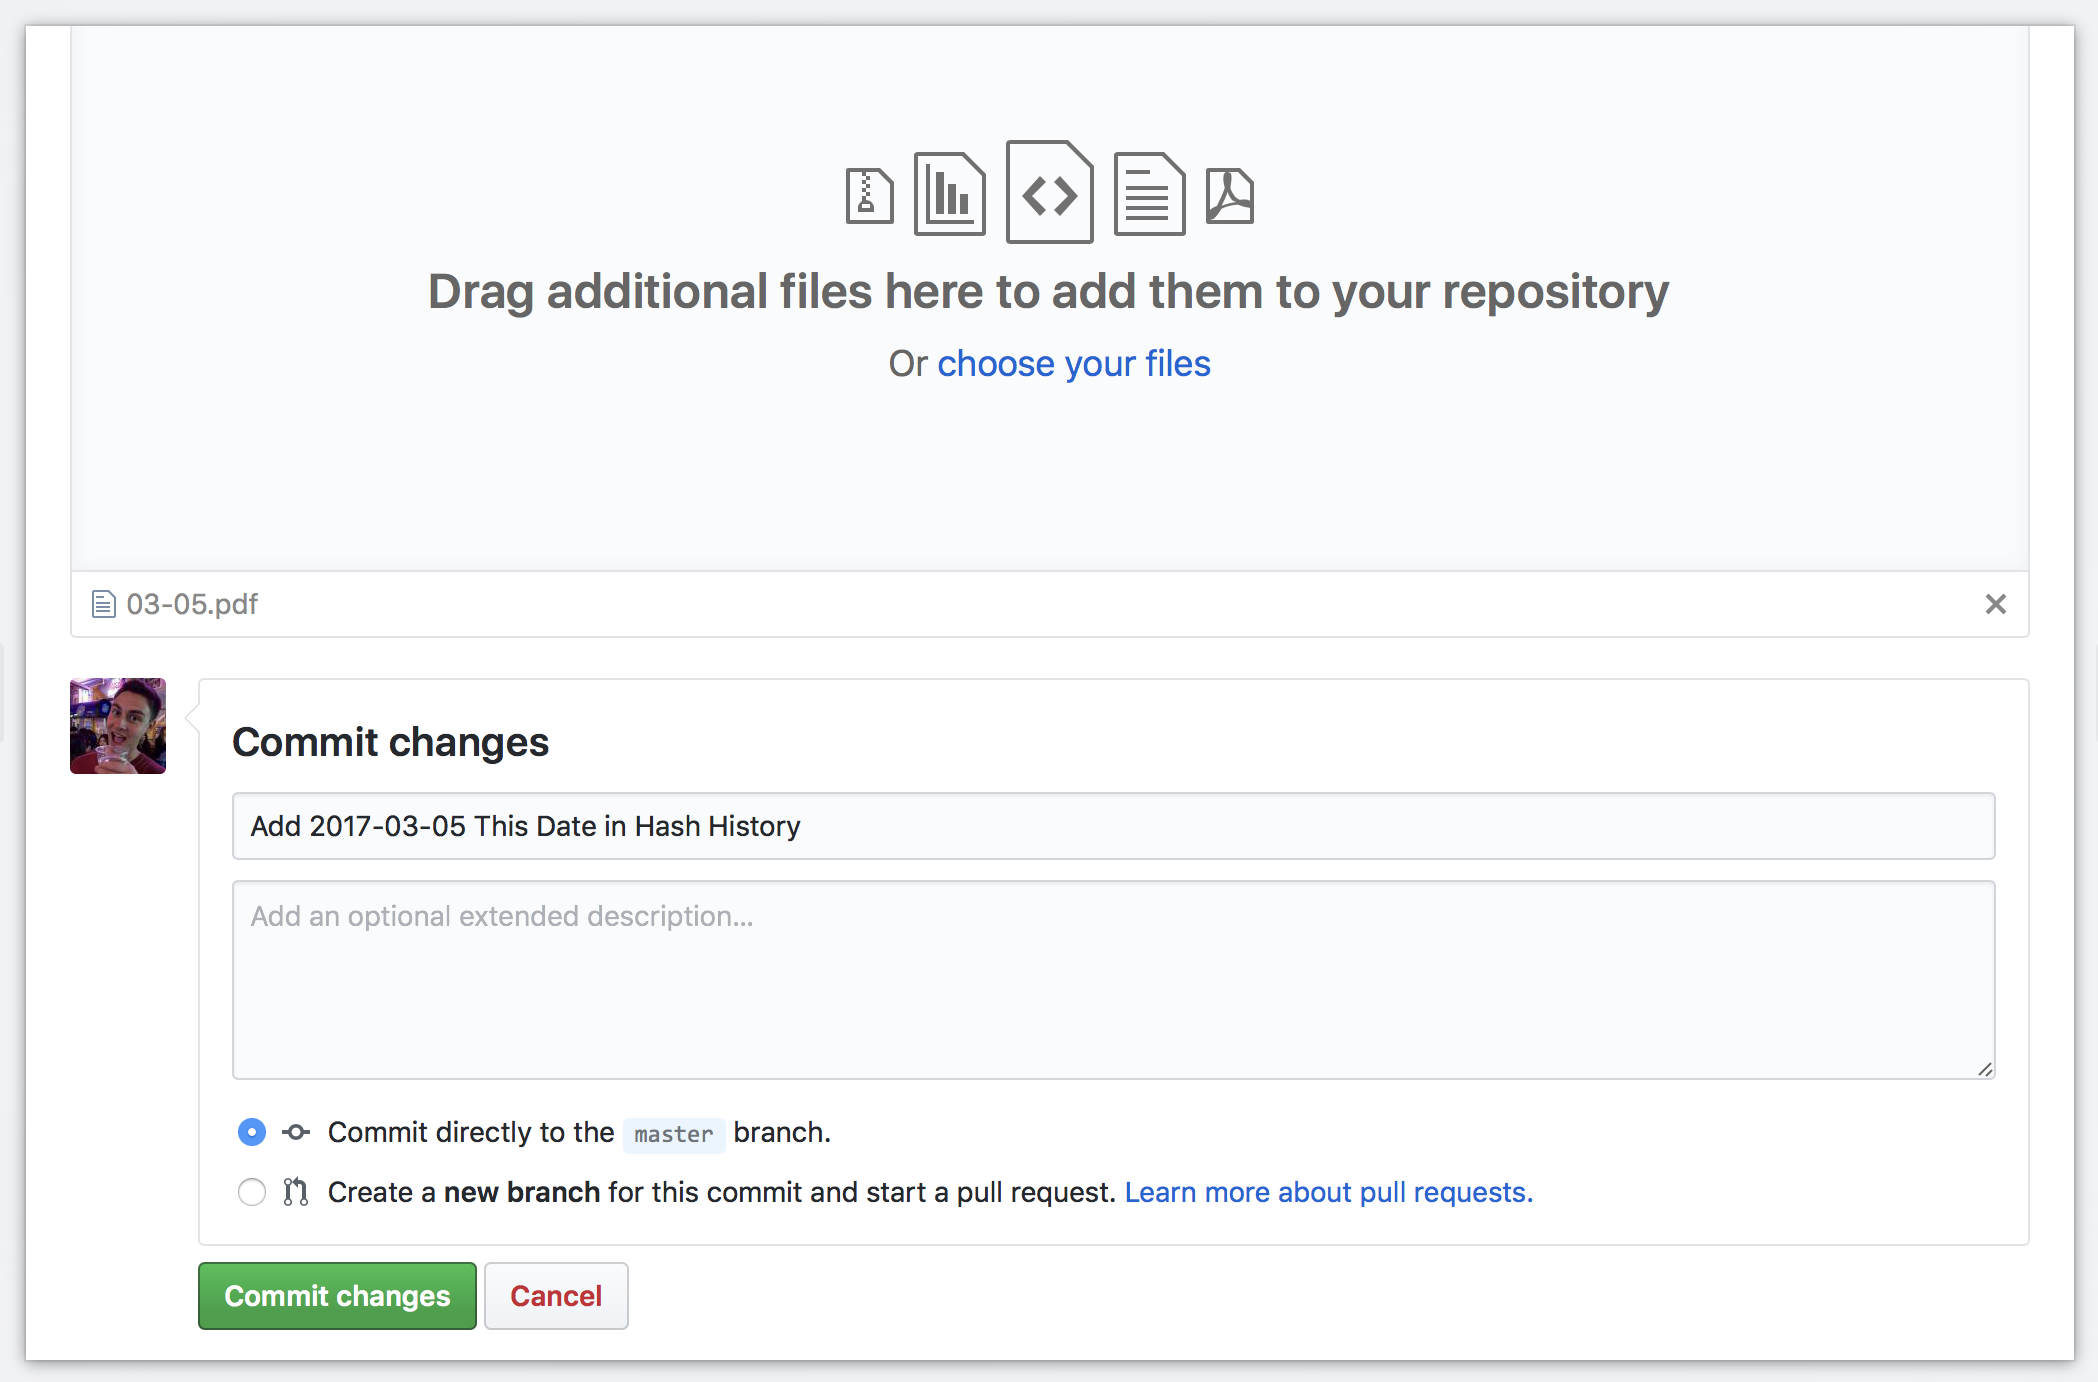 Drag additional files here to add them to your repository
Or choose your files
03-05.pdf
Commit changes
Add 2017-03-05 This Date in Hash History
Add an optional extended description...
Commit directly to the master branch.
Create a new branch for this commit and start a pull request. Learn more about pull requests.
Commit changes Cancel